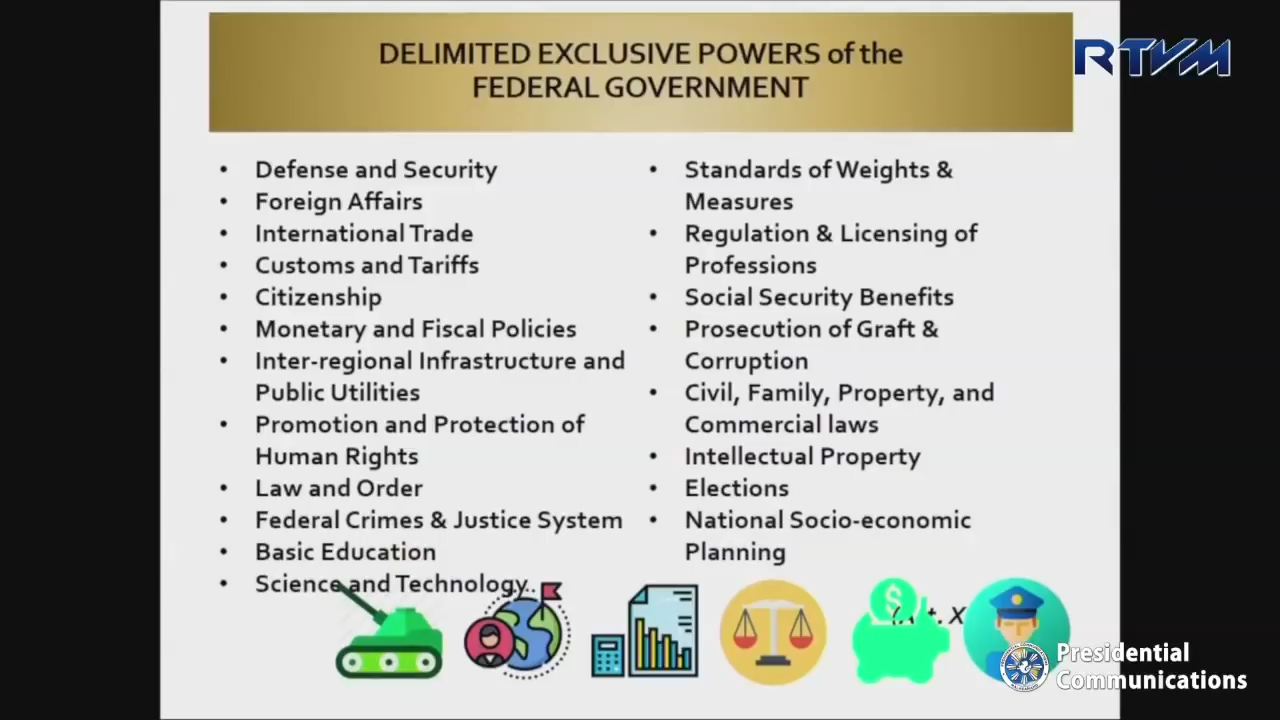 DELIMITED EXCLUSIVE POWERS of the
FEDERAL GOVERNMENT
RTVM
• Defense and Security
• Foreign Affairs
• International Trade
• Customs and Tariffs
• Citizenship
• Monetary and Fiscal Policies
• Inter-regional Infrastructure and
Public Utilities
• Promotion and Protection of
Human Rights
• Law and Order
• Federal Crimes & Justice System
• Basic Education
• Science and Technology
• Standards of Weights &
Measures
• Regulation & Licensing of
Professions
• Social Security Benefits
• Prosecution of Graft &
Corruption
• Civil, Family, Property, and
Commercial laws
• Intellectual Property
• Elections
• National Socio-economic
Planning
$
Presidential
Communications